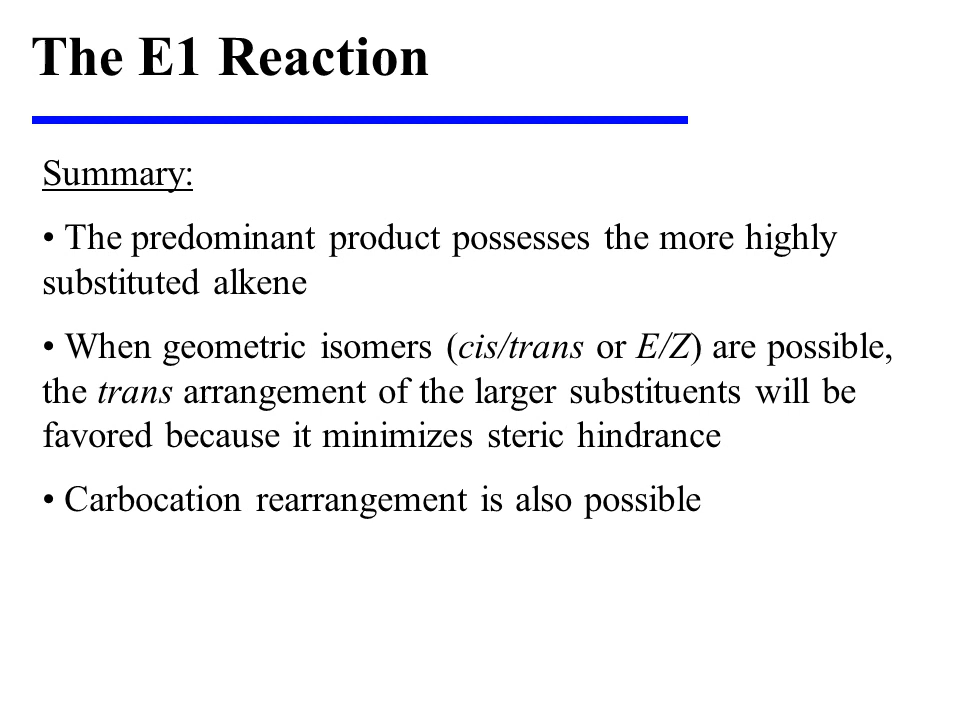 The E1 Reaction
Summary:
• The predominant product possesses the more highly
substituted alkene
• When geometric isomers (cis/trans or E/Z) are possible,
the trans arrangement of the larger substituents will be
favored because it minimizes steric hindrance
• Carbocation rearrangement is also possible